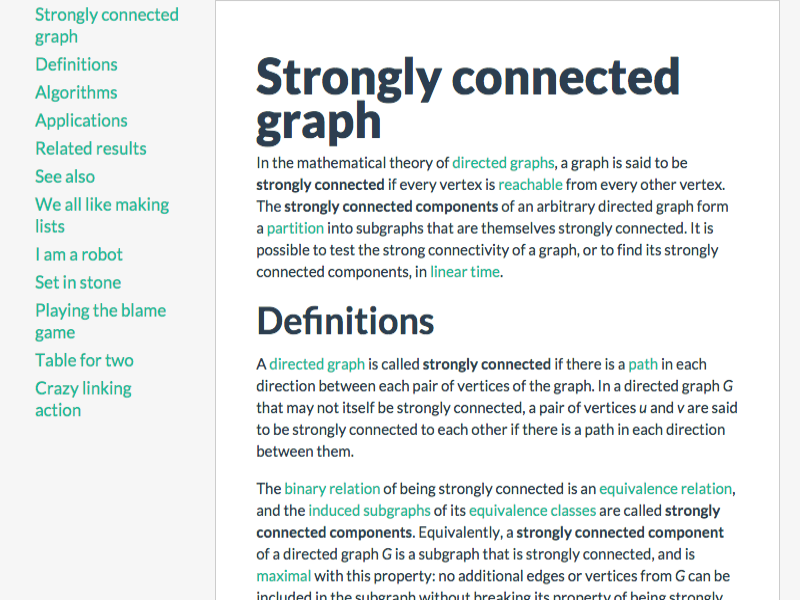 Strongly connected
graph
Definitions
Algorithms
Applications
Related results
See also
We all like making
lists
I am a robot
Set in stone
Playing the blame
game
Table for two
Crazy linking
action
Strongly connected
graph
In the mathematical theory of directed graphs, a graph is said to be
strongly connected if every vertex is reachable from every other vertex.
The strongly connected components of an arbitrary directed graph form
a partition into subgraphs that are themselves strongly connected. It is
possible to test the strong connectivity of a graph, or to find its strongly
connected components, in linear time.
Definitions
A directed graph is called strongly connected if there is a path in each
direction between each pair of vertices of the graph. In a directed graph G
that may not itself be strongly connected, a pair of vertices u and v are said
to be strongly connected to each other if there is a path in each direction
between them.
The binary relation of being strongly connected is an equivalence relation,
and the induced subgraphs of its equivalence classes are called strongly
connected components. Equivalently, a strongly connected component
of a directed graph G is a subgraph that is strongly connected, and is
maximal with this property: no additional edges or vertices from G can be
included in the subgraph without breaking its property of being strongly